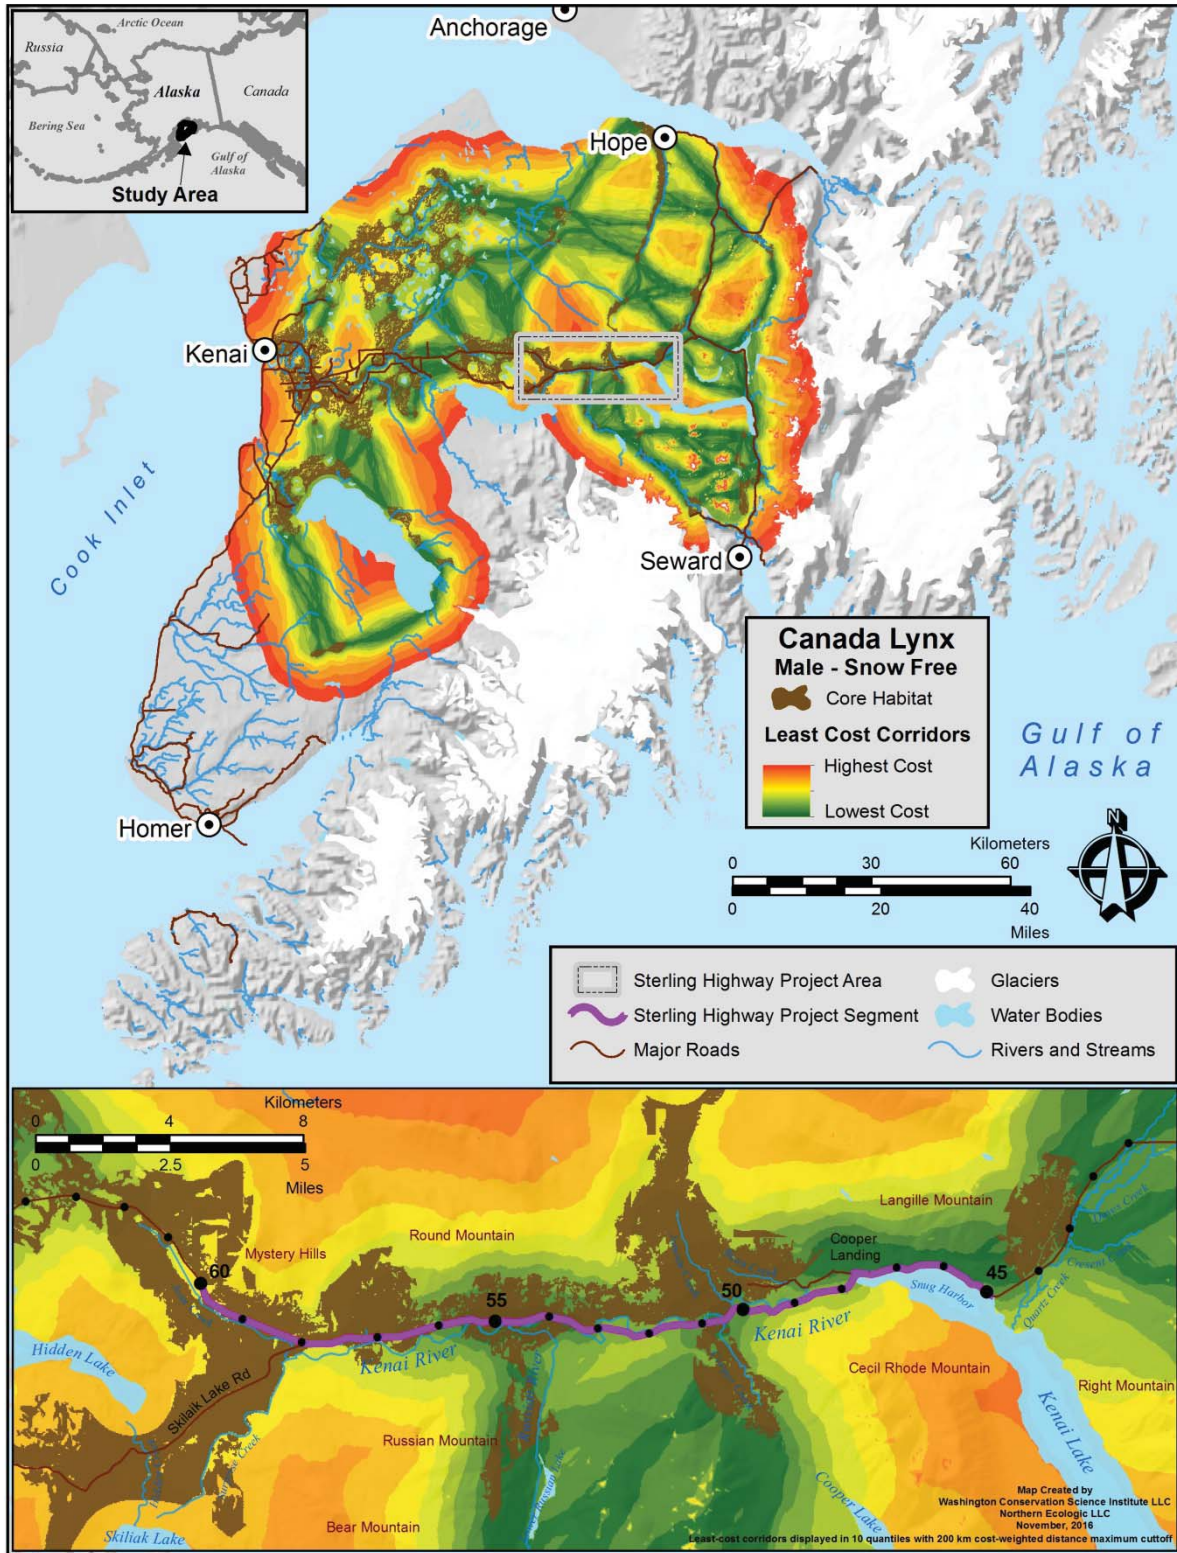 Arctic Ocean
Russia
Alaska
Canada
Bering Sea
Gulf of
Alaska
Study Area
Anchorage
Hope
Kenai
Cook Inlet
Seward
Homer
Gulf of
Alaska
Canada Lynx
Male - Snow Free
Core Habitat
Least Cost Corridors
Highest Cost
Lowest Cost
Kilometers
0 30 60
0 20 40
Miles
N
Sterling Highway Project Area
Sterling Highway Project Segment
Major Roads
Glaciers
Water Bodies
Rivers and Streams
Kilometers
0 4 8
0 2.5 5
Miles
Langille Mountain
Round Mountain
Mystery Hills
Cooper
Landing
60
55
50
45
Snug Harbor
Quartz Creek
Kenai River
Kenai River
Hidden Lake
Skilaik Lake Rd
Cecil Rhode Mountain
Right Mountain
Russian Mountain
Kenai Lake
Cooper Lake
Bear Mountain
Skiliak Lake
Map Created by
Washington Conservation Science Institute LLC
Northern Ecologic LLC
November, 2016
Least-cost corridors displayed in 10 quantiles with 200 km cost-weighted distance maximum cuttoff